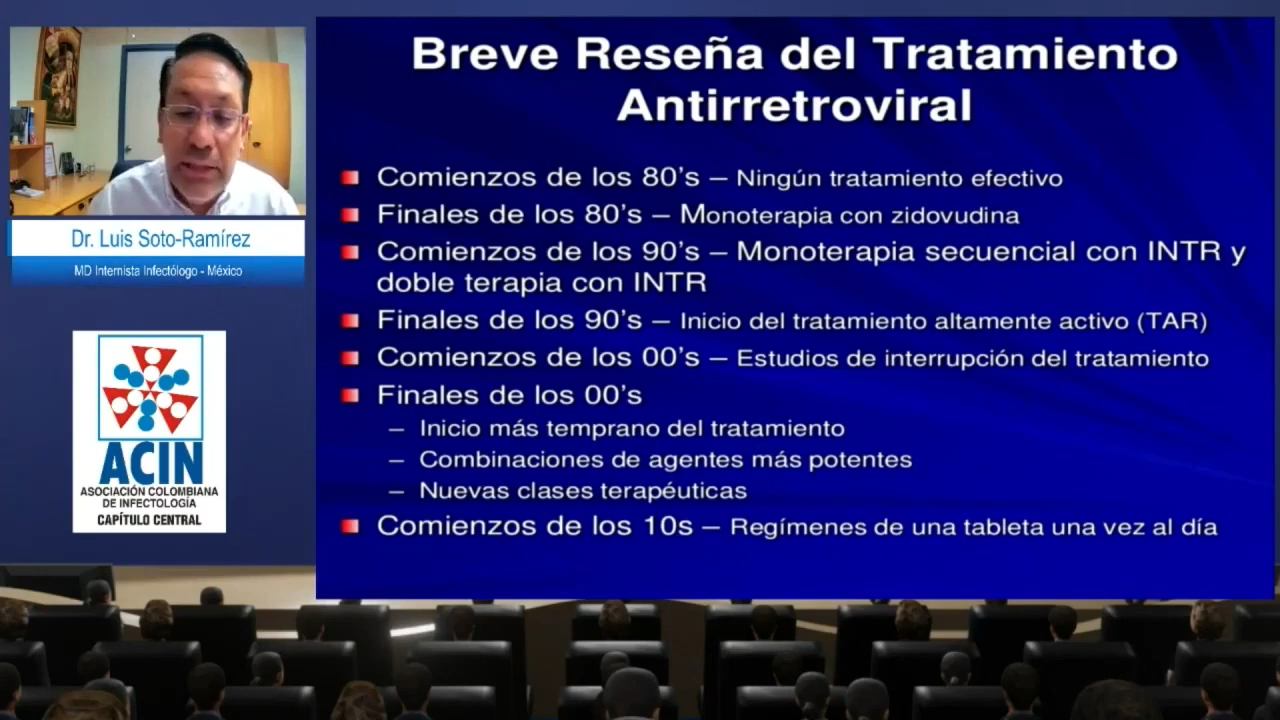 Dr. Luis Soto-Ramírez
MD Internista Infectólogo - México
ACIN
ASOCIACIÓN COLOMBIANA
DE INFECTOLOGÍA
CAPÍTULO CENTRAL
Breve Reseña del Tratamiento
Antirretroviral
Comienzos de los 80's – Ningún tratamiento efectivo
Finales de los 80's – Monoterapia con zidovudina
Comienzos de los 90's – Monoterapia secuencial con INTR y
doble terapia con INTR
Finales de los 90's – Inicio del tratamiento altamente activo (TAR)
Comienzos de los 00's – Estudios de interrupción del tratamiento
Finales de los 00's
– Inicio más temprano del tratamiento
– Combinaciones de agentes más potentes
– Nuevas clases terapéuticas
Comienzos de los 10s – Regímenes de una tableta una vez al día